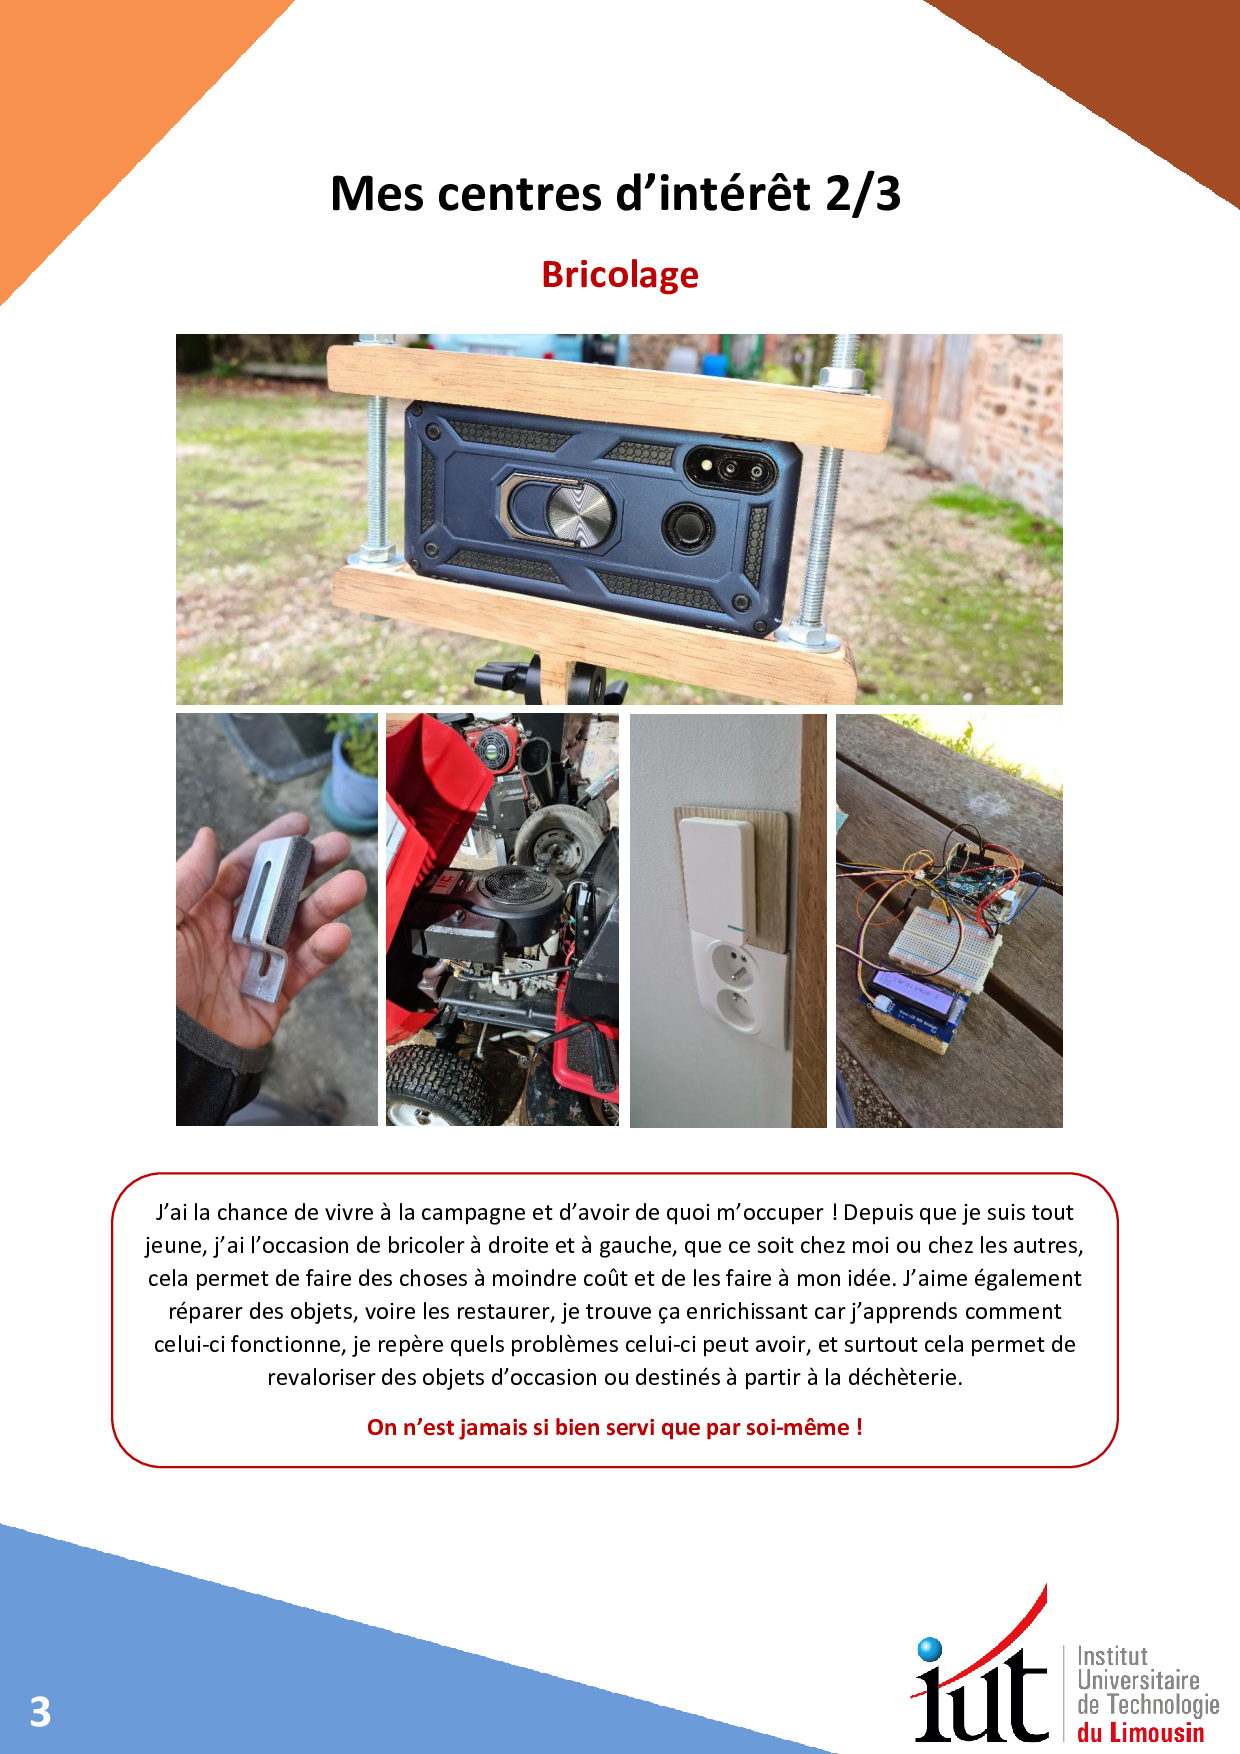 Mes centres d’intérêt 2/3
Bricolage
J’ai la chance de vivre à la campagne et d’avoir de quoi m’occuper ! Depuis que je suis tout
jeune, j’ai l’occasion de bricoler à droite et à gauche, que ce soit chez moi ou chez les autres,
cela permet de faire des choses à moindre coût et de les faire à mon idée. J’aime également
réparer des objets, voire les restaurer, je trouve ça enrichissant car j’apprends comment
celui-ci fonctionne, je repère quels problèmes celui-ci peut avoir, et surtout cela permet de
revaloriser des objets d’occasion ou destinés à partir à la déchèterie.
On n’est jamais si bien servi que par soi-même !
3
iut
Institut
Universitaire
de Technologie
du Limousin